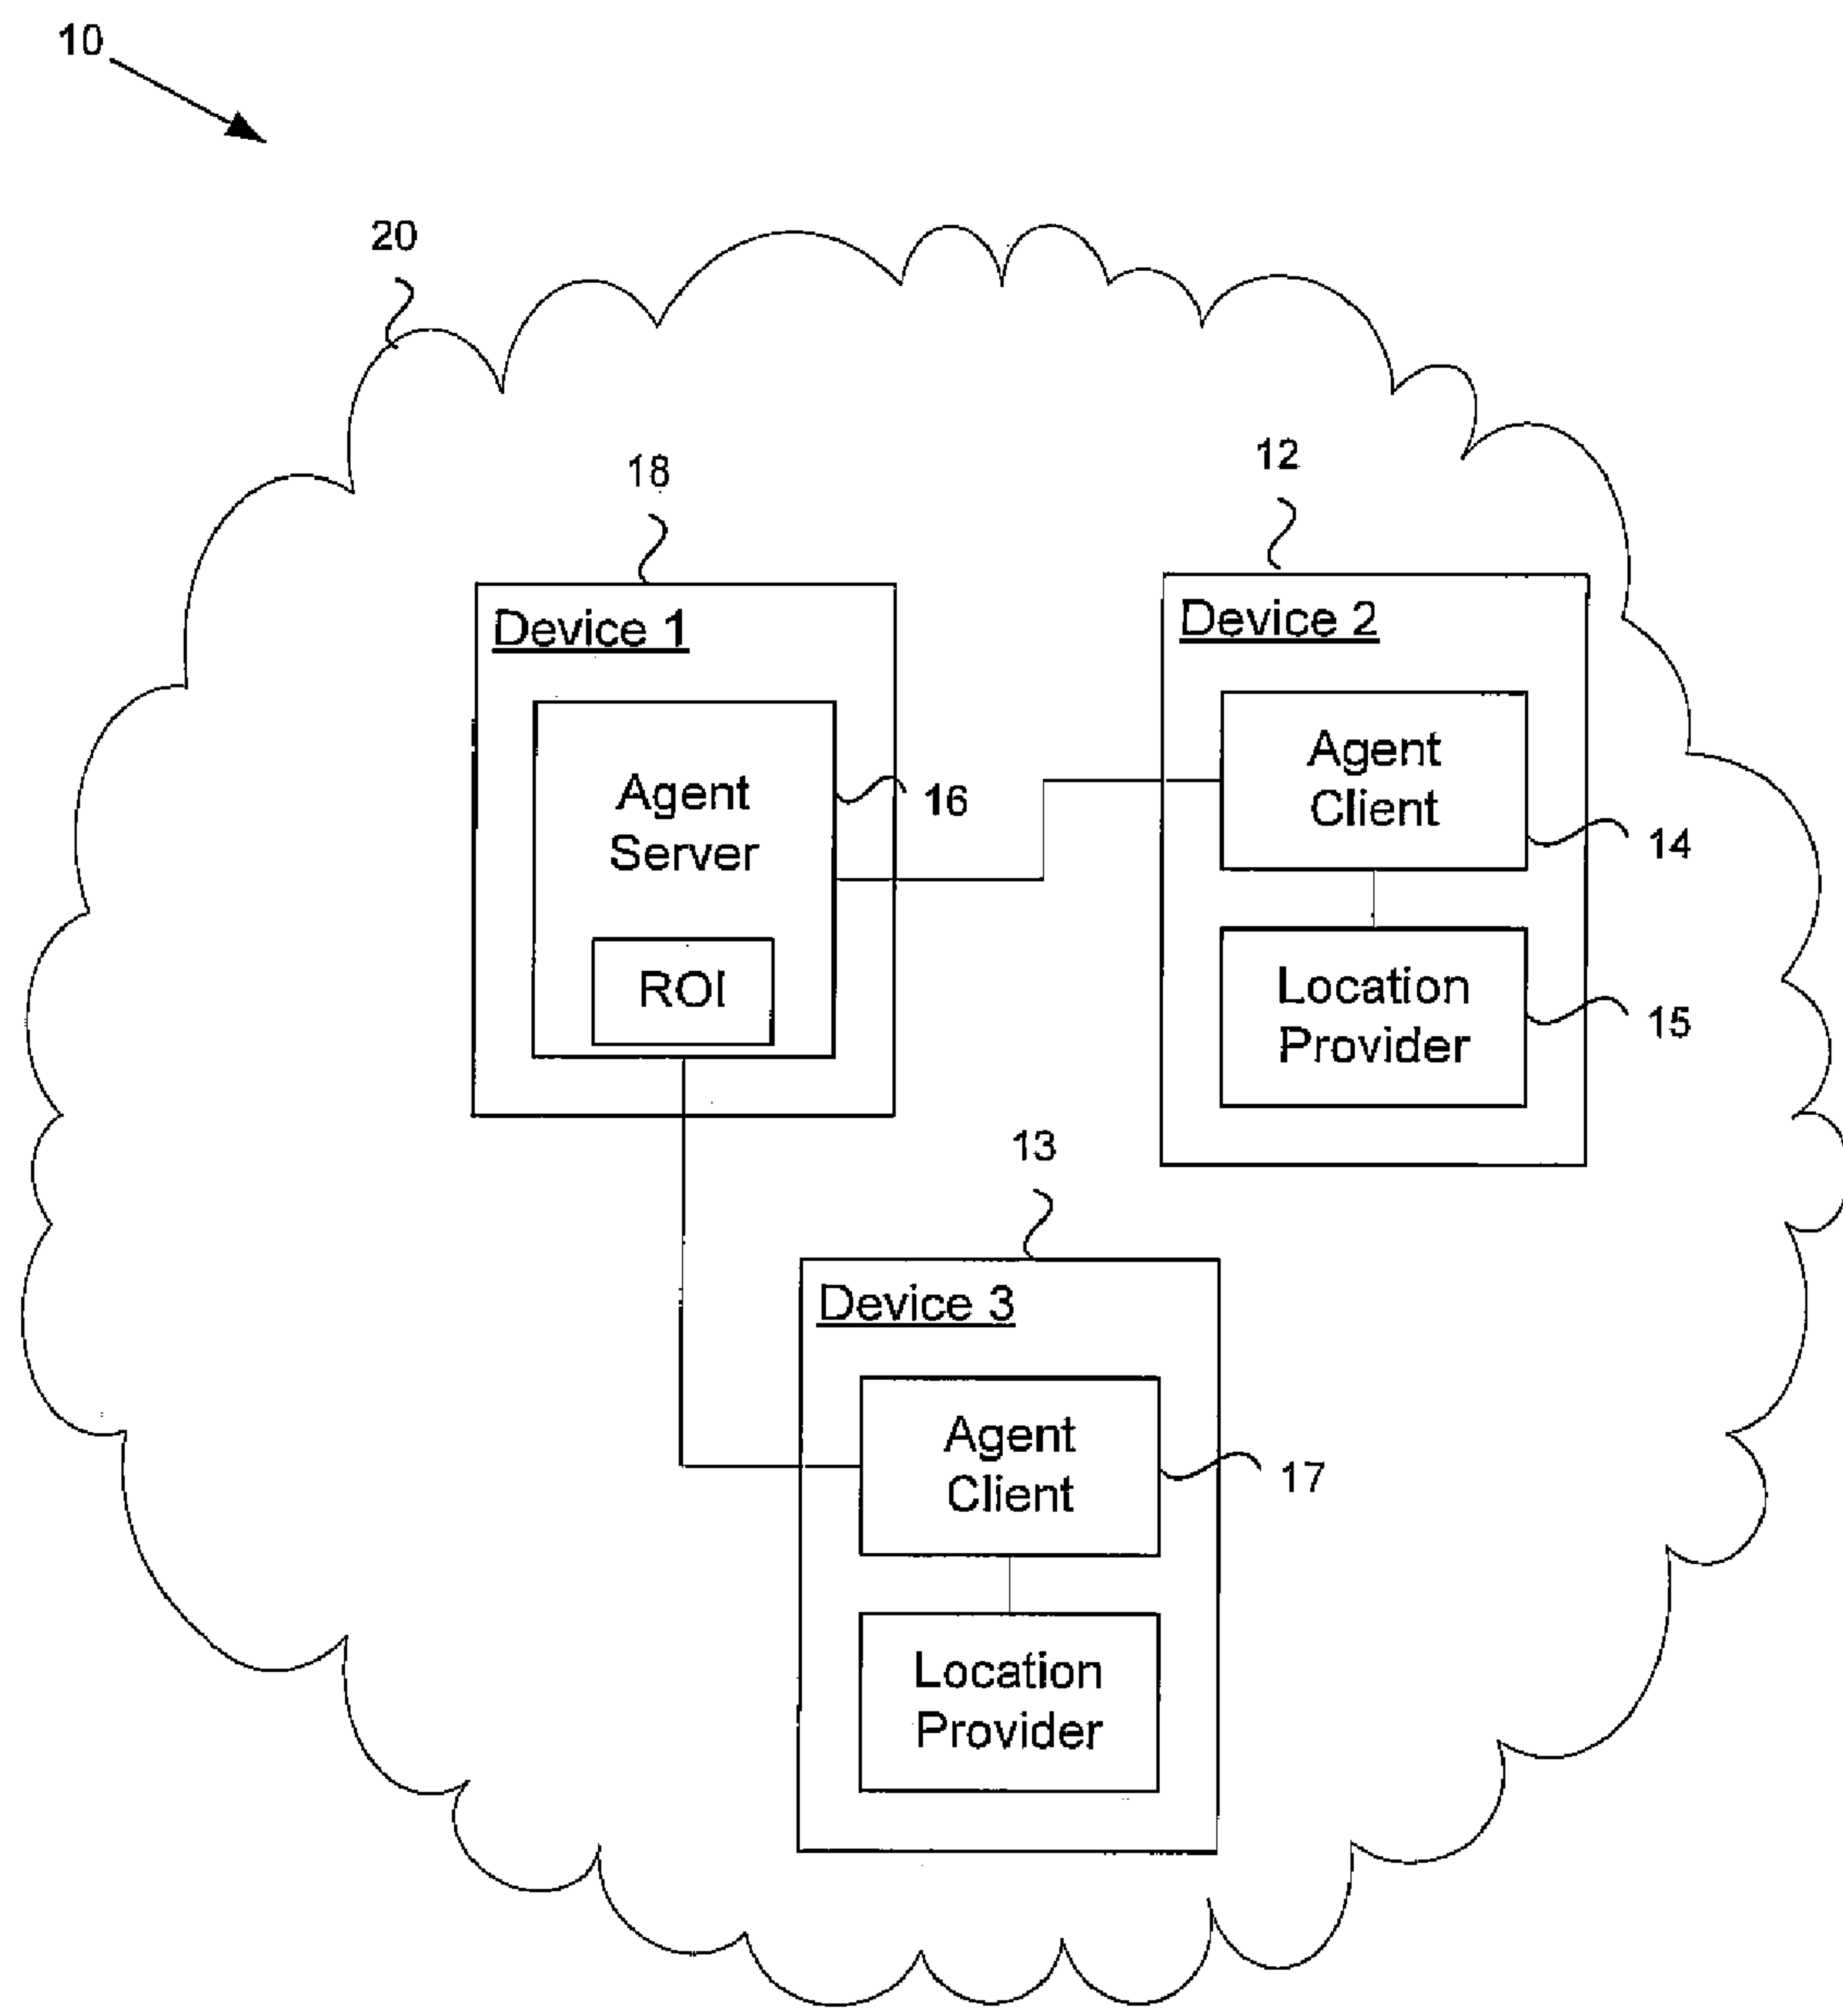 10
20
18
12
Device 1
Device 2
Agent
Server
16
Agent
Client
14
ROI
Location
Provider
15
13
Device 3
Agent
Client
17
Location
Provider